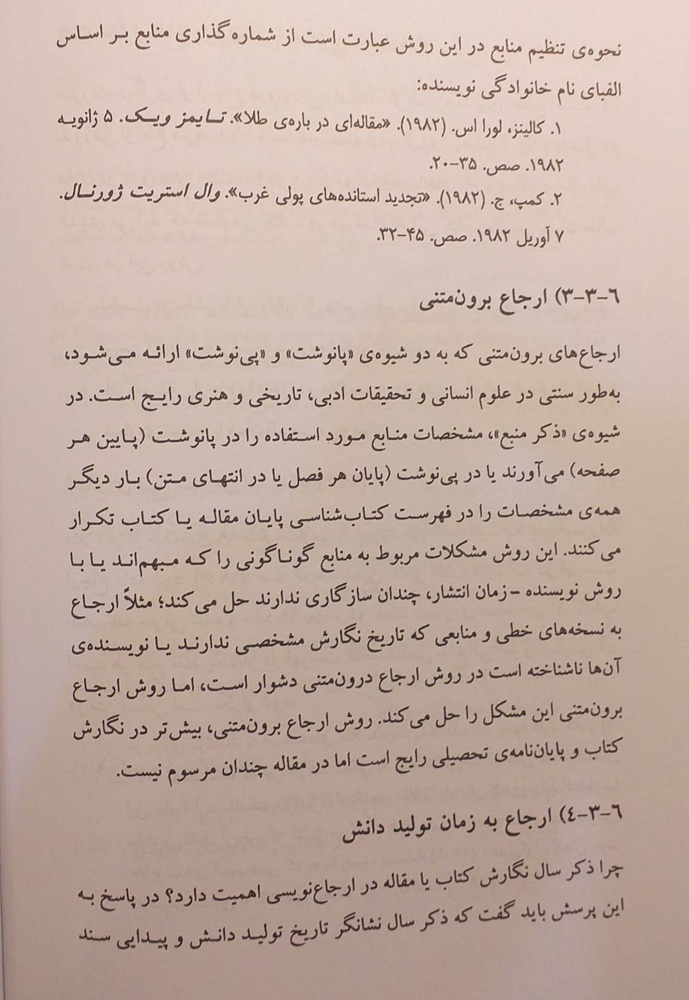 نحوه‌ی تنظیم منابع در این روش عبارت است از شماره‌گذاری منابع بر اساس
الفبای نام خانوادگی نویسنده:
۱. کالینز، لورا اس. (۱۹۸۲). «مقاله‌ای در باره‌ی طلا». تایمز ویک. ۵ ژانویه
۱۹۸۲. صص. ۳۵-۲۰.
۲. کمپ، ج. (۱۹۸۲). «تجدید استانده‌های پولی غرب». وال استریت ژورنال.
۷ آوریل ۱۹۸۲. صص. ۴۵-۳۲.
۶-۳-۳) ارجاع برون‌متنی
ارجاع‌های برون‌متنی که به دو شیوه‌ی «پانوشت» و «پی‌نوشت» ارائه می‌شود،
به‌طور سنتی در علوم انسانی و تحقیقات ادبی، تاریخی و هنری رایج است. در
شیوه‌ی «ذکر منبع»، مشخصات منابع مورد استفاده را در پانوشت (پایین هر
صفحه) می‌آورند یا در پی‌نوشت (پایان هر فصل یا در انتهای متن) بار دیگر
همه‌ی مشخصات را در فهرست کتاب‌شناسی پایان مقاله یا کتاب تکرار
می‌کنند. این روش مشکلات مربوط به منابع گوناگونی را که مبهم‌اند یا با
روش نویسنده -زمان انتشار، چندان سازگاری ندارند حل می‌کند؛ مثلاً ارجاع
به نسخه‌های خطی و منابعی که تاریخ نگارش مشخصی ندارند یا نویسنده‌ی
آن‌ها ناشناخته است در روش ارجاع درون‌متنی دشوار است، اما روش ارجاع
برون‌متنی این مشکل را حل می‌کند. روش ارجاع برون‌متنی، بیش‌تر در نگارش
کتاب و پایان‌نامه‌ی تحصیلی رایج است اما در مقاله چندان مرسوم نیست.
۶-۳-۴) ارجاع به زمان تولید دانش
چرا ذکر سال نگارش کتاب یا مقاله در ارجاع‌نویسی اهمیت دارد؟ در پاسخ به
این پرسش باید گفت که ذکر سال نشانگر تاریخ تولید دانش و پیدایی سند